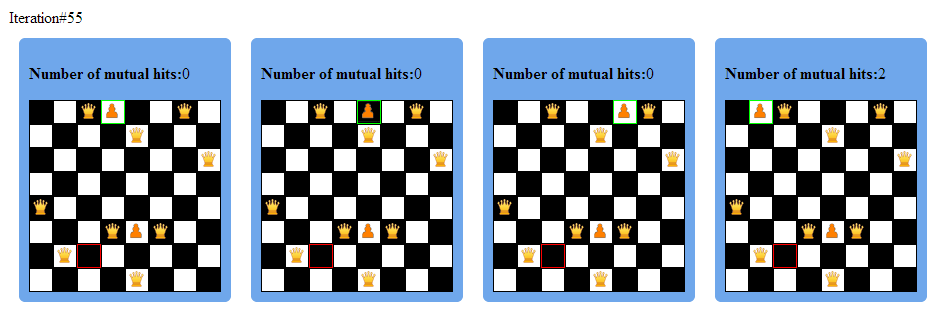 Iteration#55
Number of mutual hits:0
Number of mutual hits:0
Number of mutual hits:0
Number of mutual hits:2